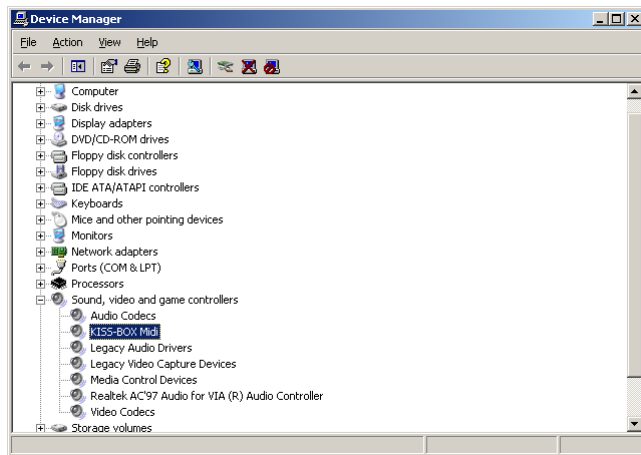 Device Manager
File Action View Help
Computer
Disk drives
Display adapters
DVD/CD-ROM drives
Floppy disk controllers
Floppy disk drives
IDE ATA/ATAPI controllers
Keyboards
Mice and other pointing devices
Monitors
Network adapters
Ports (COM & LPT)
Processors
Sound, video and game controllers
Audio Codecs
KISS-BOX Midi
Legacy Audio Drivers
Legacy Video Capture Devices
Media Control Devices
Realtek AC'97 Audio for VIA (R) Audio Controller
Video Codecs
Storage volumes